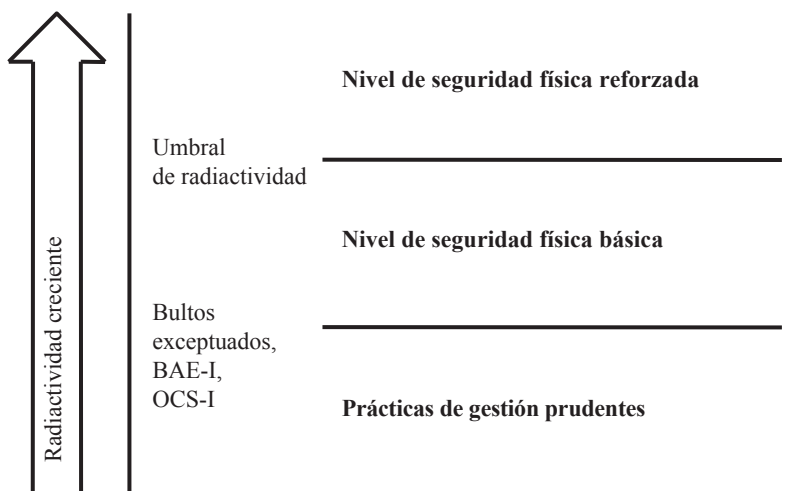 Nivel de seguridad física reforzada
Umbral
de radiactividad
Nivel de seguridad física básica
Radiactividad creciente
Bultos
exceptuados,
BAE-I,
OCS-I
Prácticas de gestión prudentes